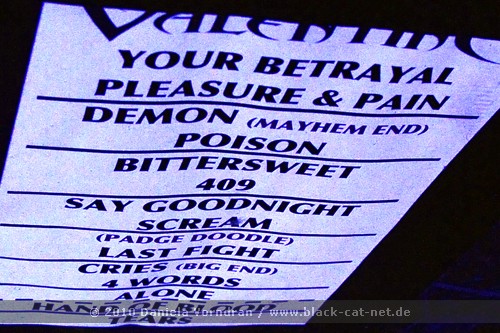 VALENTINE
YOUR BETRAYAL
PLEASURE & PAIN
DEMON (MAYHEM END)
POISON
BITTERSWEET
409
SAY GOODNIGHT
SCREAM
(PADGE DOODLE)
LAST FIGHT
CRIES (BIG END)
4 WORDS
ALONE
© 2010 Daniela Vorndran / www.black-cat-net.de
TEARS